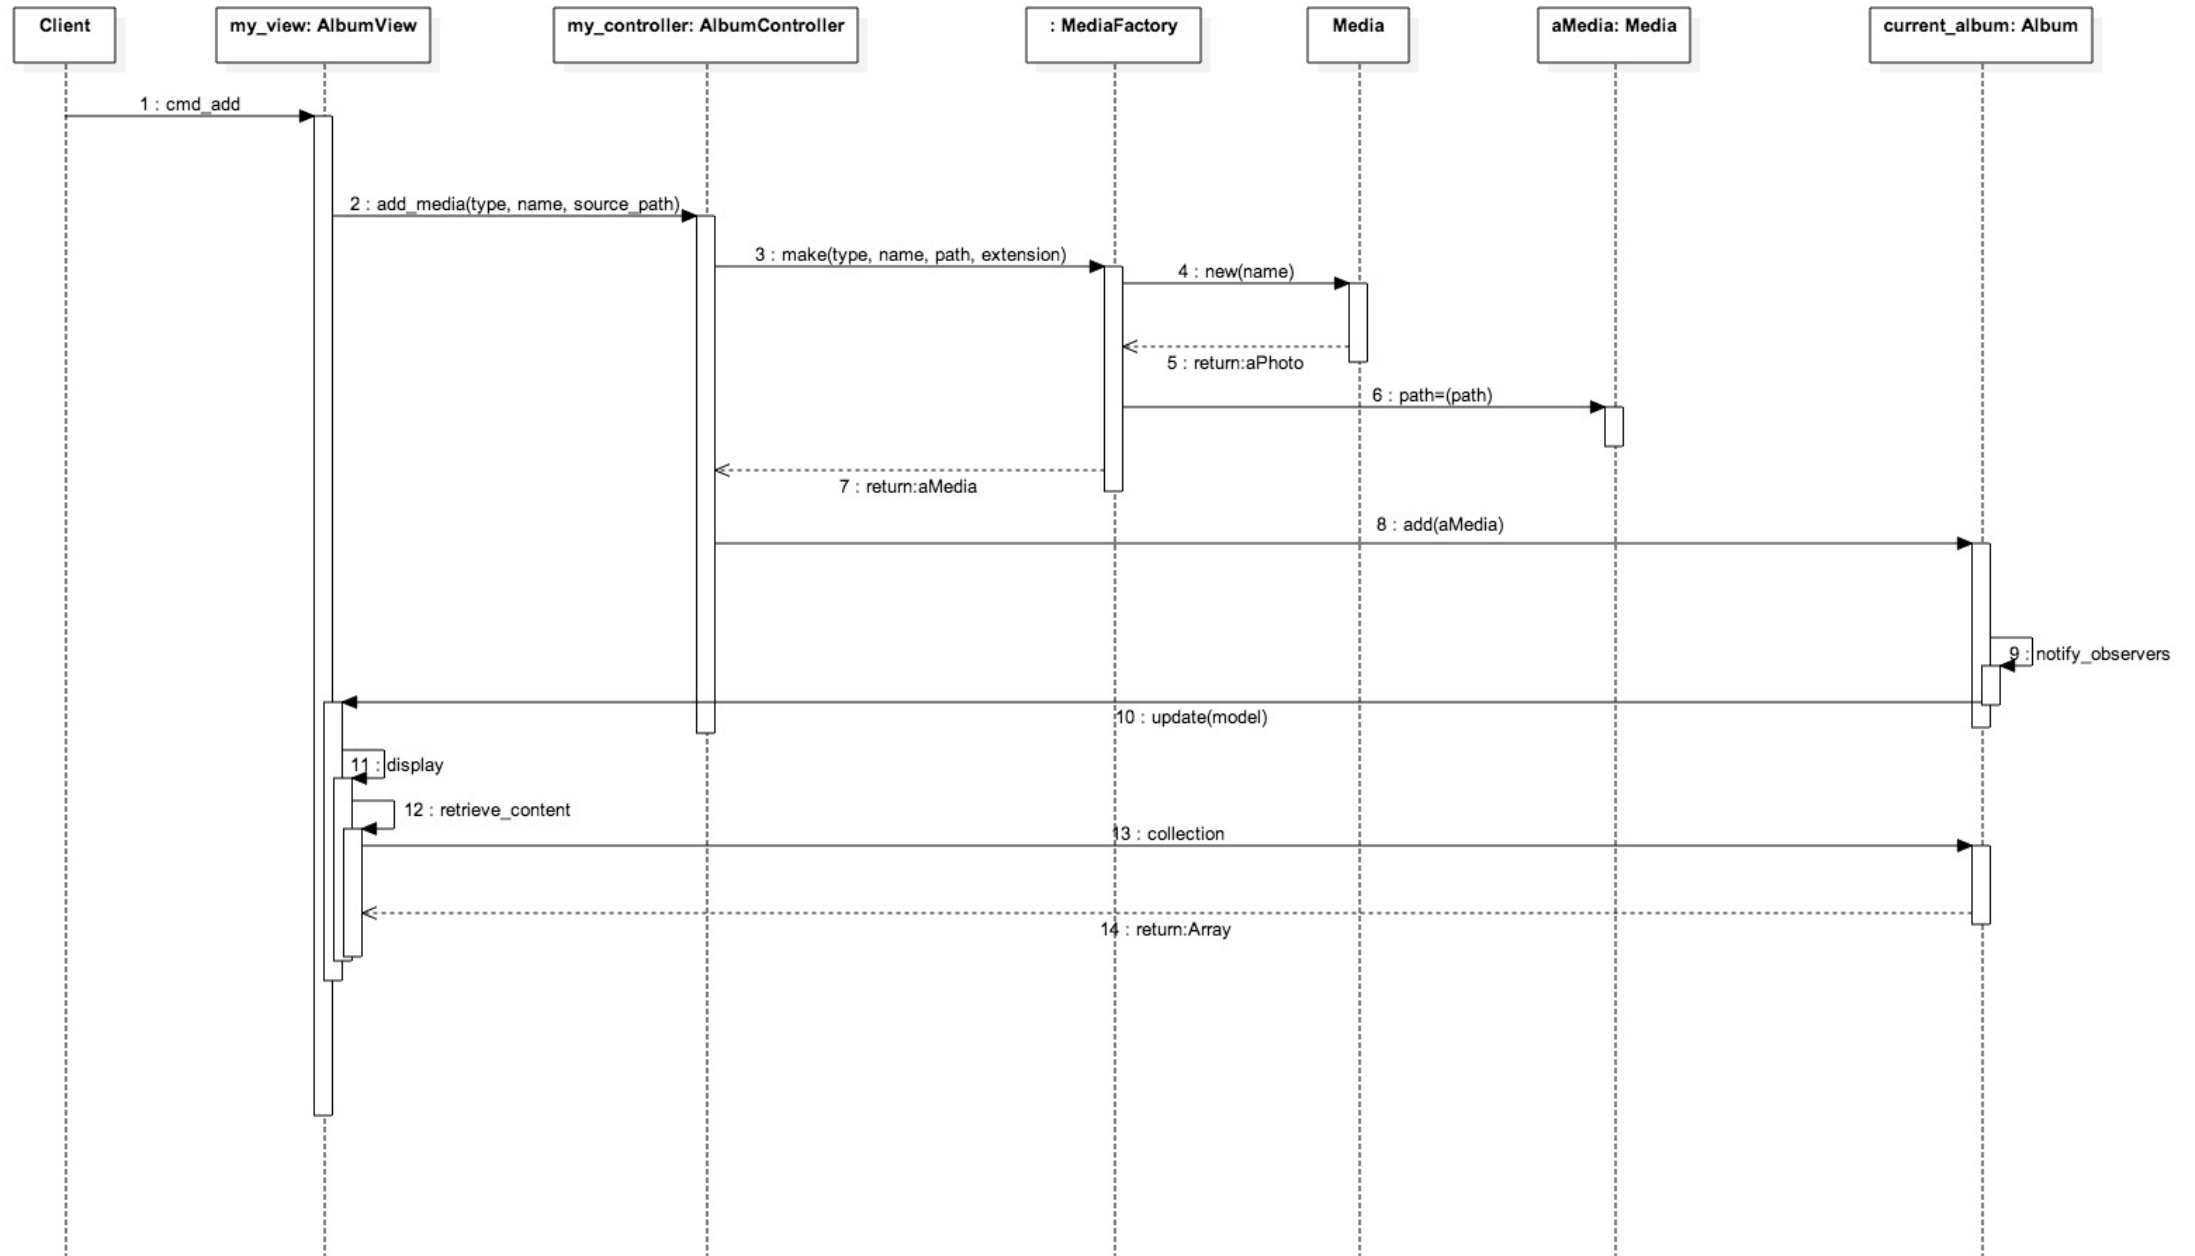 Client
my_view: AlbumView
my_controller: AlbumController
: MediaFactory
Media
aMedia: Media
current_album: Album
1 : cmd_add
2 : add_media(type, name, source_path)
3 : make(type, name, path, extension)
4 : new(name)
5 : return:aPhoto
6 : path=(path)
7 : return:aMedia
8 : add(aMedia)
9 : notify_observers
10 : update(model)
11 : display
12 : retrieve_content
13 : collection
14 : return:Array